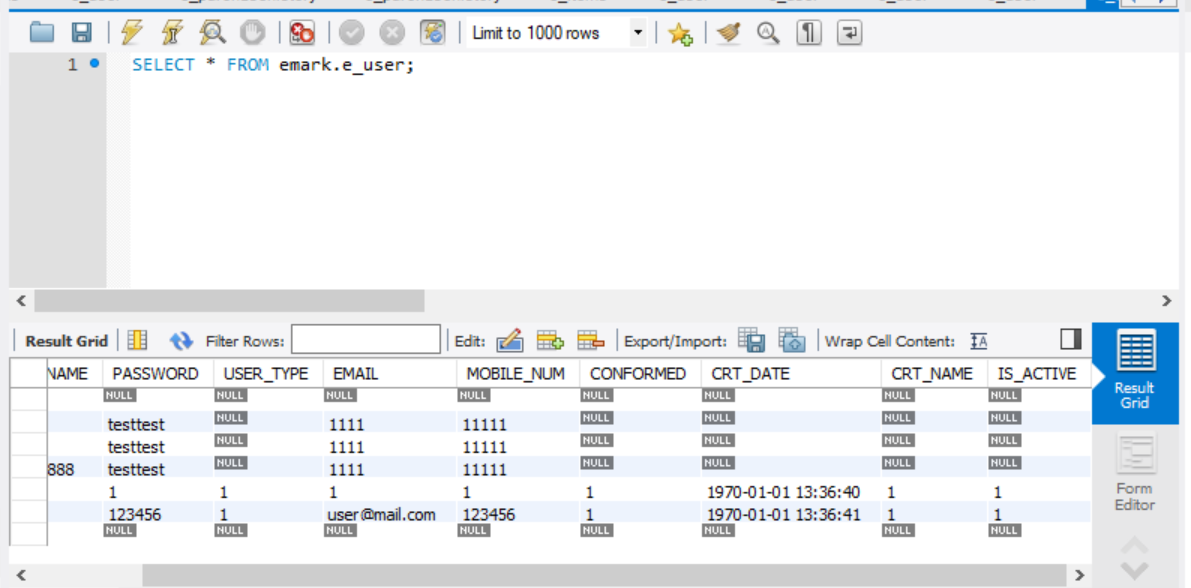 Limit to 1000 rows
1 SELECT * FROM emark.e_user;
Result Grid Filter Rows: Edit: Export/Import: Wrap Cell Content: IA
NAME PASSWORD USER_TYPE EMAIL MOBILE_NUM CONFORMED CRT_DATE CRT_NAME IS_ACTIVE
NULL NULL NULL NULL NULL NULL NULL NULL
testtest NULL 1111 11111 NULL NULL NULL NULL
testtest NULL 1111 11111 NULL NULL NULL NULL
888 testtest NULL 1111 11111 NULL NULL NULL NULL
1 1 1 1 1 1970-01-01 13:36:40 1 1
123456 1 user@mail.com 123456 1 1970-01-01 13:36:41 1 1
NULL NULL NULL NULL NULL NULL NULL NULL
Result
Grid
Form
Editor